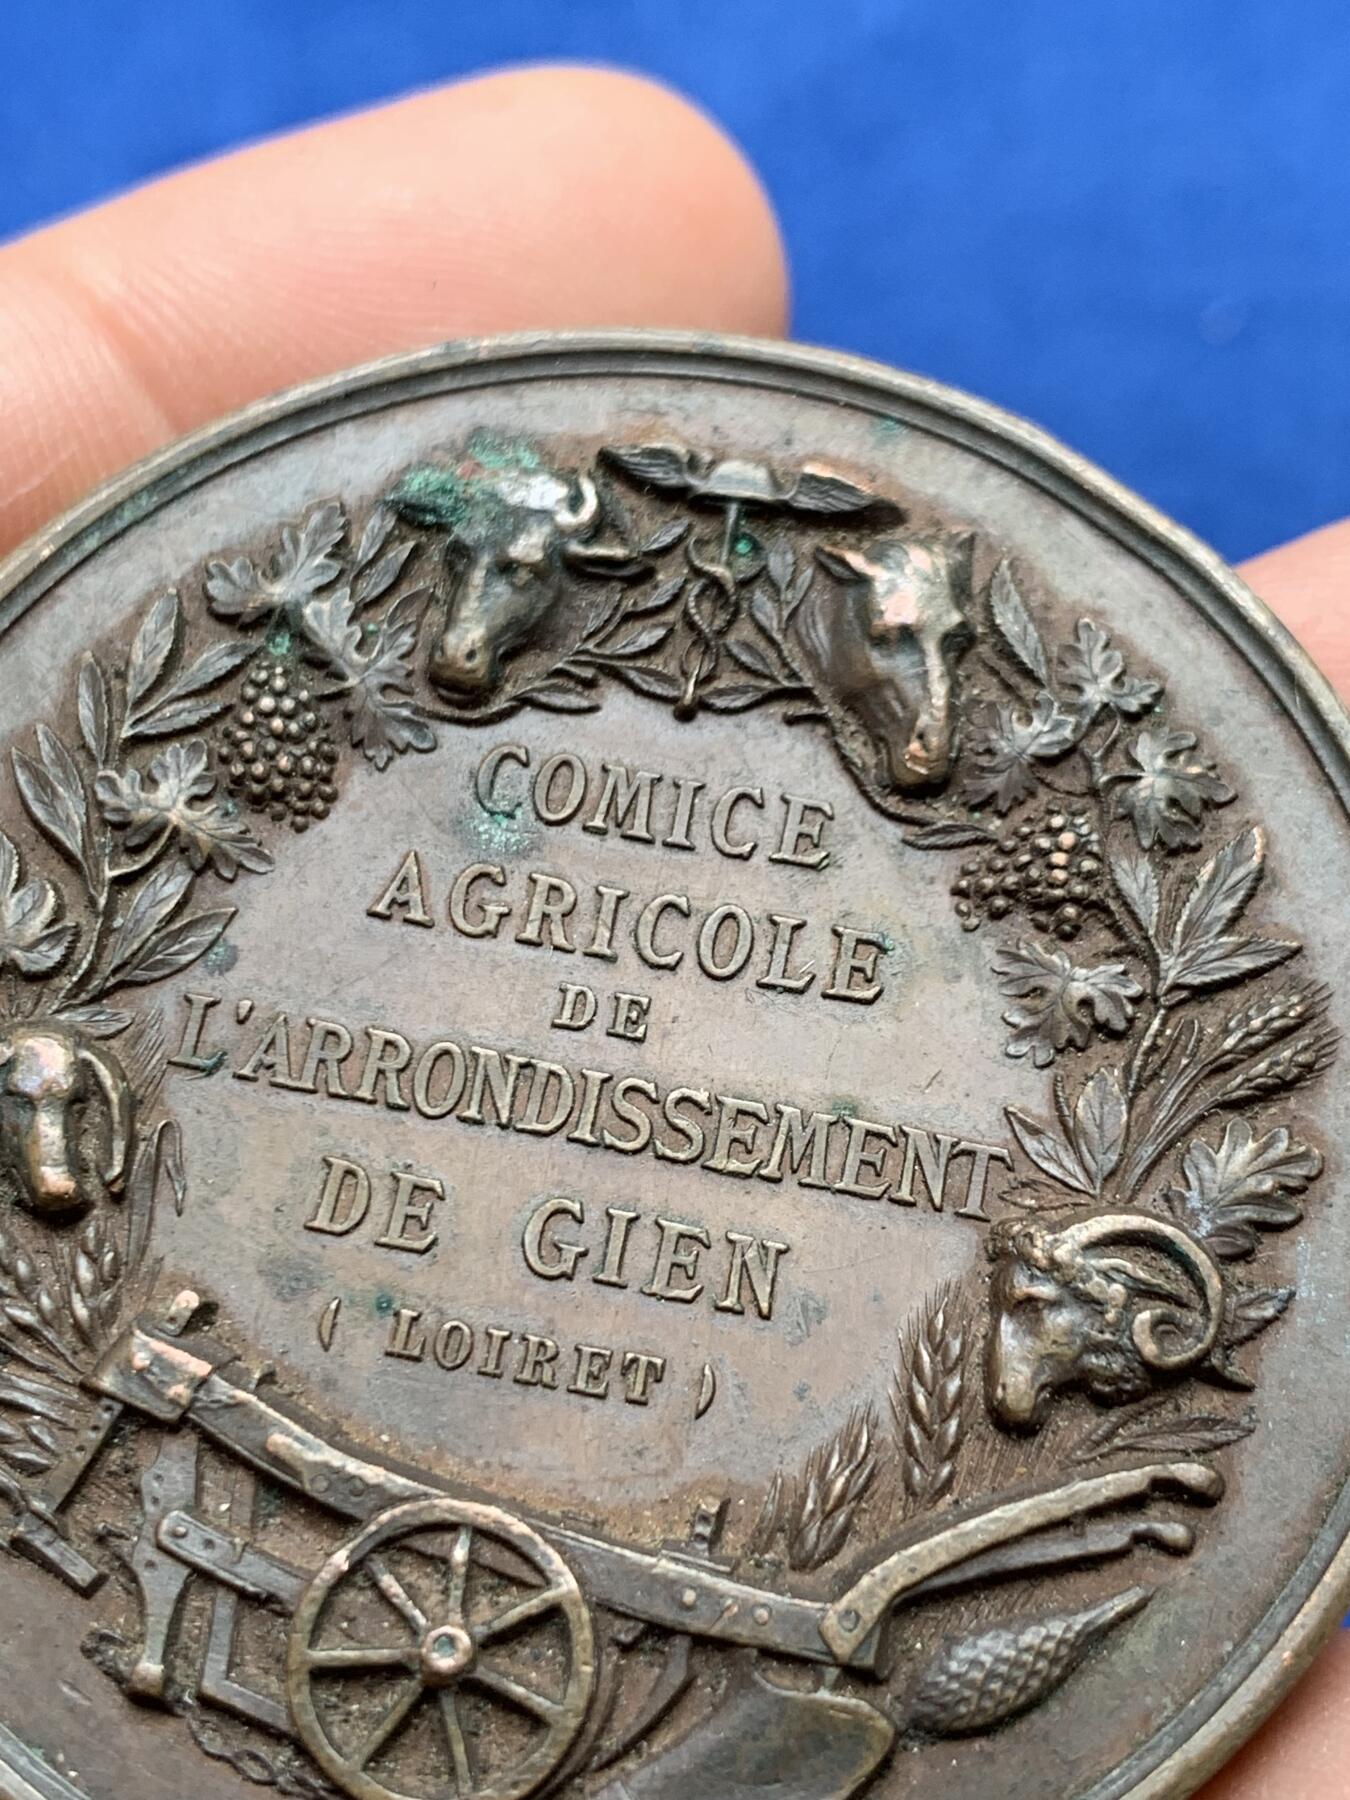 COMICE
AGRICOLE
DE
L'ARRONDISSEMENT
DE GIEN
( LOIRET )